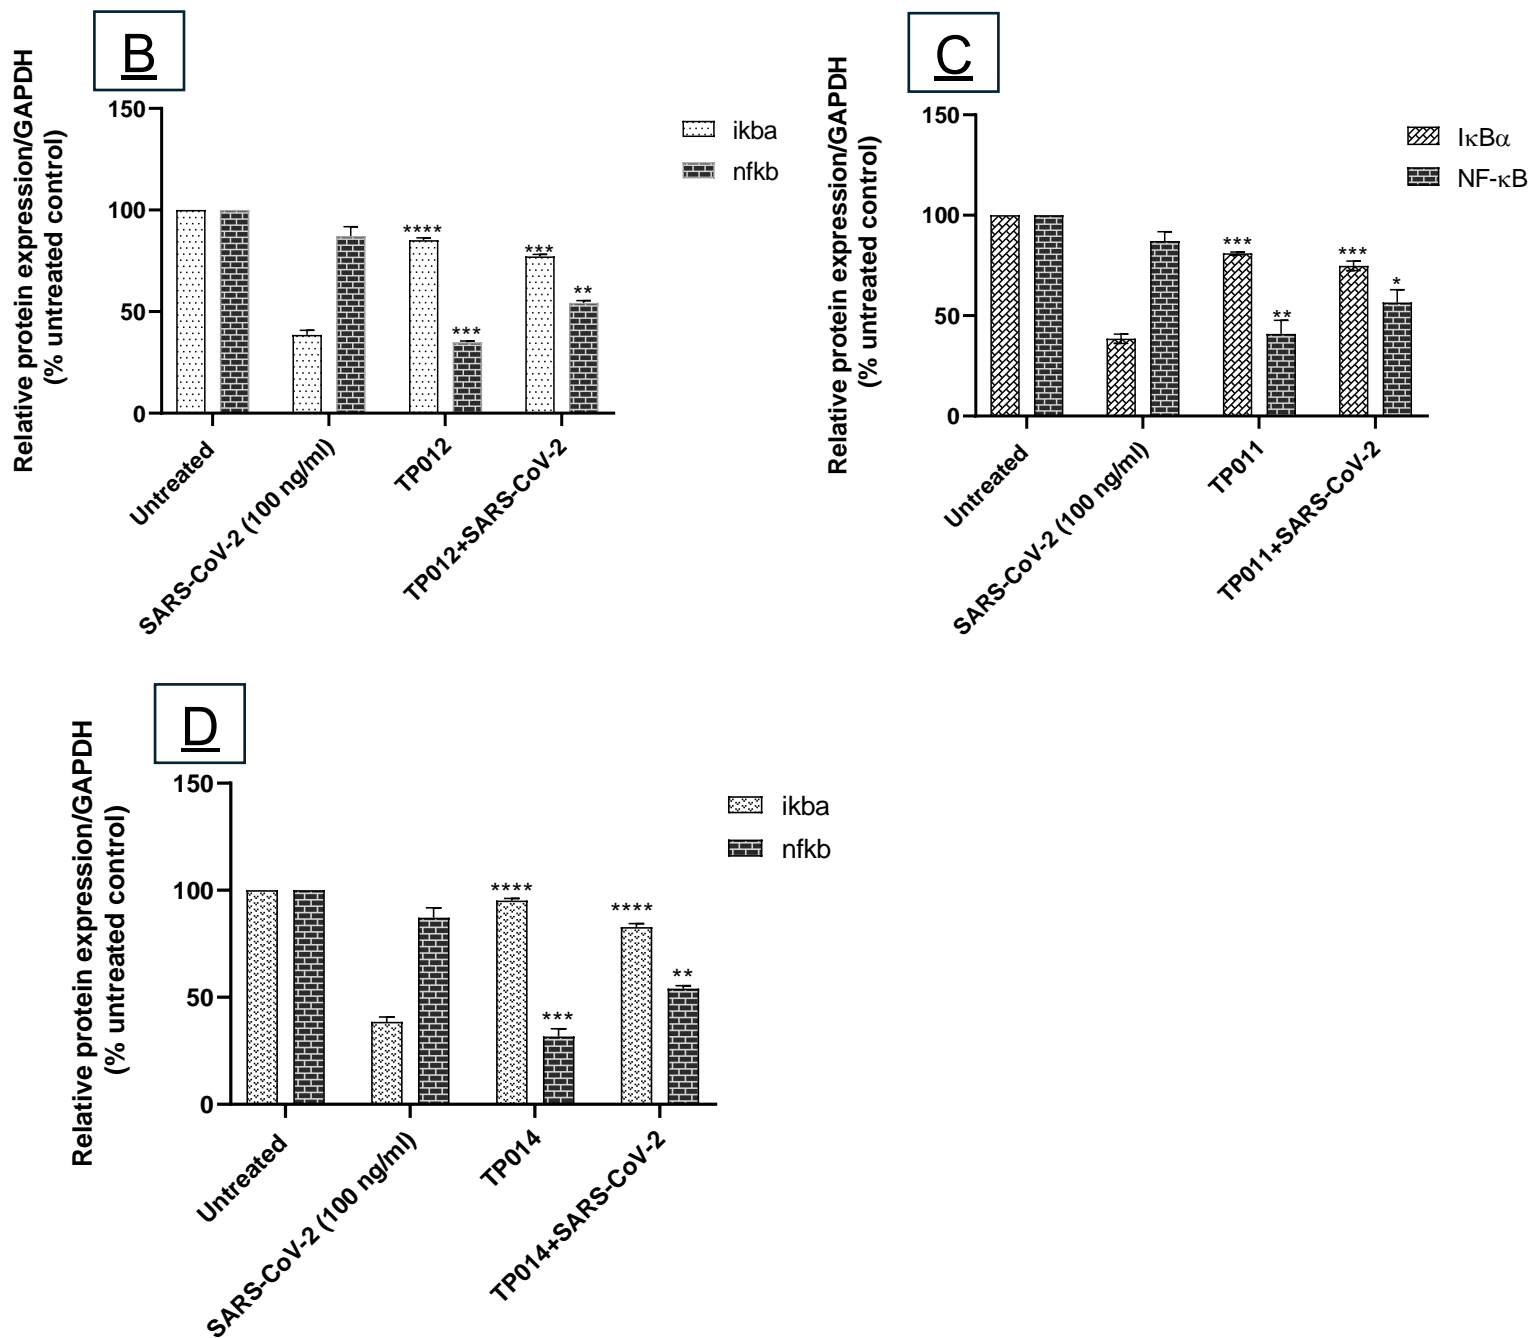 B
Relative protein expression/GAPDH
(% untreated control)
150
100
50
0
****
***
***
**
Untreated
SARS-CoV-2 (100 ng/ml)
TP012
TP012+SARS-CoV-2
ikba
nfkb
C
Relative protein expression/GAPDH
(% untreated control)
150
100
50
0
***
**
***
*
Untreated
SARS-CoV-2 (100 ng/ml)
TP011
TP011+SARS-CoV-2
IκBα
NF-κB
D
Relative protein expression/GAPDH
(% untreated control)
150
100
50
0
****
***
****
**
Untreated
SARS-CoV-2 (100 ng/ml)
TP014
TP014+SARS-CoV-2
ikba
nfkb